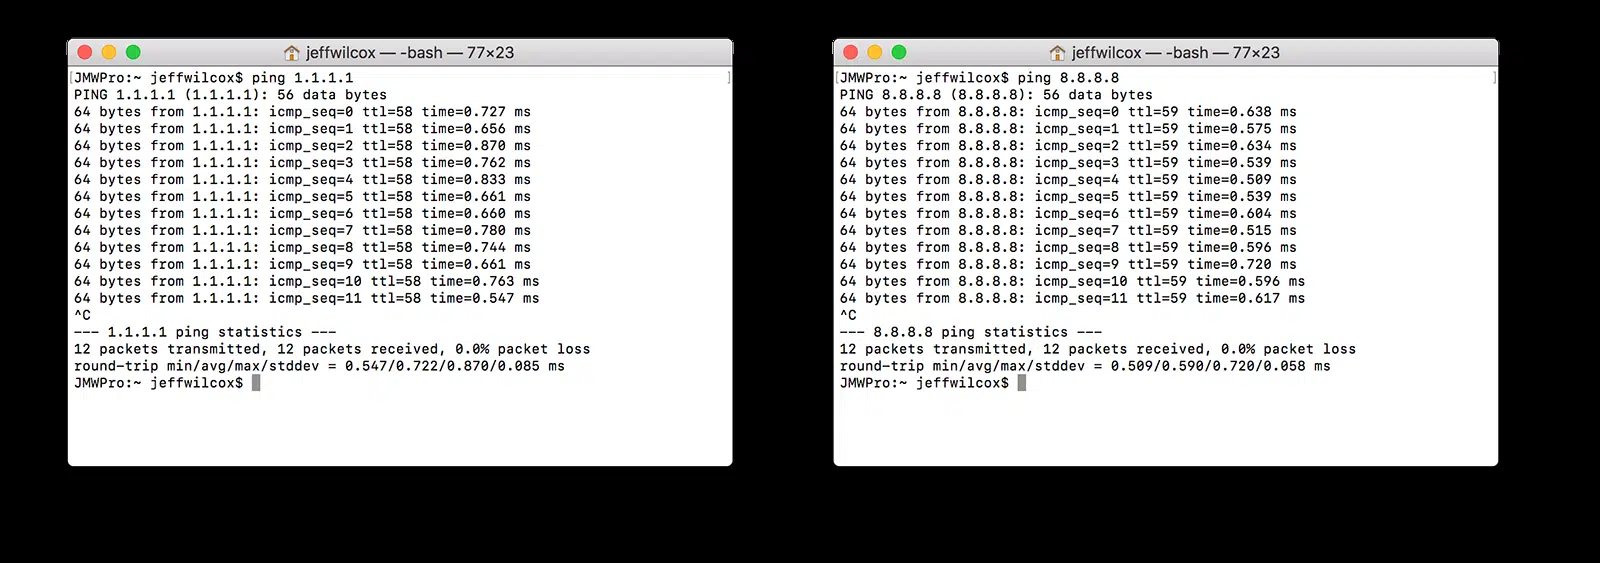 jeffwilcox — -bash — 77×23
[JMWPro:~ jeffwilcox$ ping 1.1.1.1 ]
PING 1.1.1.1 (1.1.1.1): 56 data bytes
64 bytes from 1.1.1.1: icmp_seq=0 ttl=58 time=0.727 ms
64 bytes from 1.1.1.1: icmp_seq=1 ttl=58 time=0.656 ms
64 bytes from 1.1.1.1: icmp_seq=2 ttl=58 time=0.870 ms
64 bytes from 1.1.1.1: icmp_seq=3 ttl=58 time=0.762 ms
64 bytes from 1.1.1.1: icmp_seq=4 ttl=58 time=0.833 ms
64 bytes from 1.1.1.1: icmp_seq=5 ttl=58 time=0.661 ms
64 bytes from 1.1.1.1: icmp_seq=6 ttl=58 time=0.660 ms
64 bytes from 1.1.1.1: icmp_seq=7 ttl=58 time=0.780 ms
64 bytes from 1.1.1.1: icmp_seq=8 ttl=58 time=0.744 ms
64 bytes from 1.1.1.1: icmp_seq=9 ttl=58 time=0.661 ms
64 bytes from 1.1.1.1: icmp_seq=10 ttl=58 time=0.763 ms
64 bytes from 1.1.1.1: icmp_seq=11 ttl=58 time=0.547 ms
^C
--- 1.1.1.1 ping statistics ---
12 packets transmitted, 12 packets received, 0.0% packet loss
round-trip min/avg/max/stddev = 0.547/0.722/0.870/0.085 ms
JMWPro:~ jeffwilcox$
jeffwilcox — -bash — 77×23
[JMWPro:~ jeffwilcox$ ping 8.8.8.8 ]
PING 8.8.8.8 (8.8.8.8): 56 data bytes
64 bytes from 8.8.8.8: icmp_seq=0 ttl=59 time=0.638 ms
64 bytes from 8.8.8.8: icmp_seq=1 ttl=59 time=0.575 ms
64 bytes from 8.8.8.8: icmp_seq=2 ttl=59 time=0.634 ms
64 bytes from 8.8.8.8: icmp_seq=3 ttl=59 time=0.539 ms
64 bytes from 8.8.8.8: icmp_seq=4 ttl=59 time=0.509 ms
64 bytes from 8.8.8.8: icmp_seq=5 ttl=59 time=0.539 ms
64 bytes from 8.8.8.8: icmp_seq=6 ttl=59 time=0.604 ms
64 bytes from 8.8.8.8: icmp_seq=7 ttl=59 time=0.515 ms
64 bytes from 8.8.8.8: icmp_seq=8 ttl=59 time=0.596 ms
64 bytes from 8.8.8.8: icmp_seq=9 ttl=59 time=0.720 ms
64 bytes from 8.8.8.8: icmp_seq=10 ttl=59 time=0.596 ms
64 bytes from 8.8.8.8: icmp_seq=11 ttl=59 time=0.617 ms
^C
--- 8.8.8.8 ping statistics ---
12 packets transmitted, 12 packets received, 0.0% packet loss
round-trip min/avg/max/stddev = 0.509/0.590/0.720/0.058 ms
JMWPro:~ jeffwilcox$